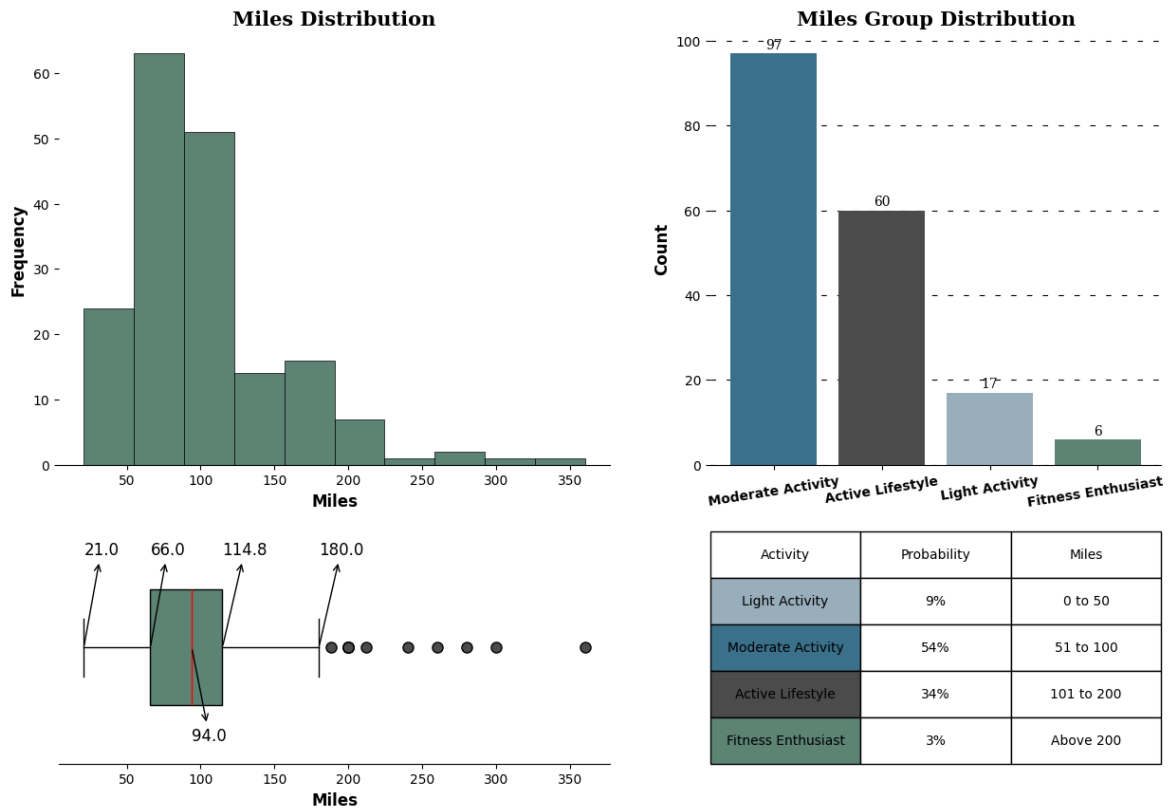 Miles Distribution
Frequency
60
50
40
30
20
10
0
50 100 150 200 250 300 350
Miles
21.0 66.0 114.8 180.0
94.0
50 100 150 200 250 300 350
Miles
Miles Group Distribution
Count
100
80
60
40
20
0
97
60
17
6
Moderate Activity Active Lifestyle Light Activity Fitness Enthusiast
Activity Probability Miles
Light Activity 9% 0 to 50
Moderate Activity 54% 51 to 100
Active Lifestyle 34% 101 to 200
Fitness Enthusiast 3% Above 200